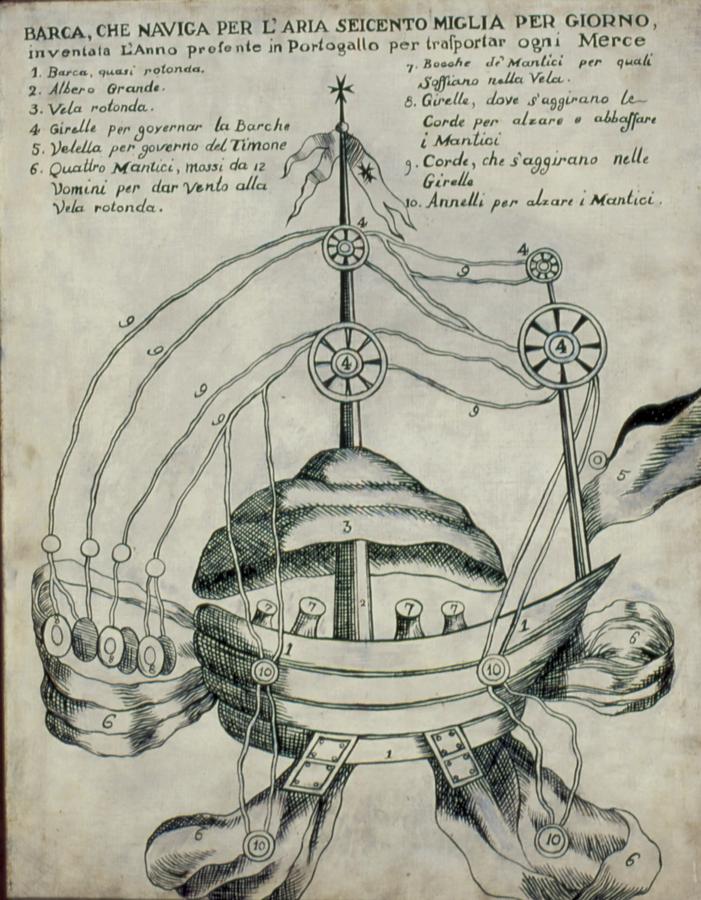 BARCA, CHE NAVIGA PER L'ARIA SEICENTO MIGLIA PER GIORNO,
inventata L'Anno presente in Portogallo per trasportar ogni Merce
1. Barca, quasi rotonda.
2. Albero Grande.
3. Vela rotonda.
4 Girelle per governar la Barche
5. Veletta per governo del Timone
6. Quattro Mantici, mossi da 12
Uomini per dar Vento alla
Vela rotonda.
7. Bocche de' Mantici per quali
Soffiano nella Vela.
8. Girelle, dove s'aggirano le
Corde per alzare e abbassare
i Mantici
9. Corde, che s'aggirano nelle
Girelle
10. Annelli per alzare i Mantici.
4
4
9
9
9
4
4
9
9
9
5
3
7
7
7
7
2
1
1
6
8
8
10
10
6
1
6
10
10
6